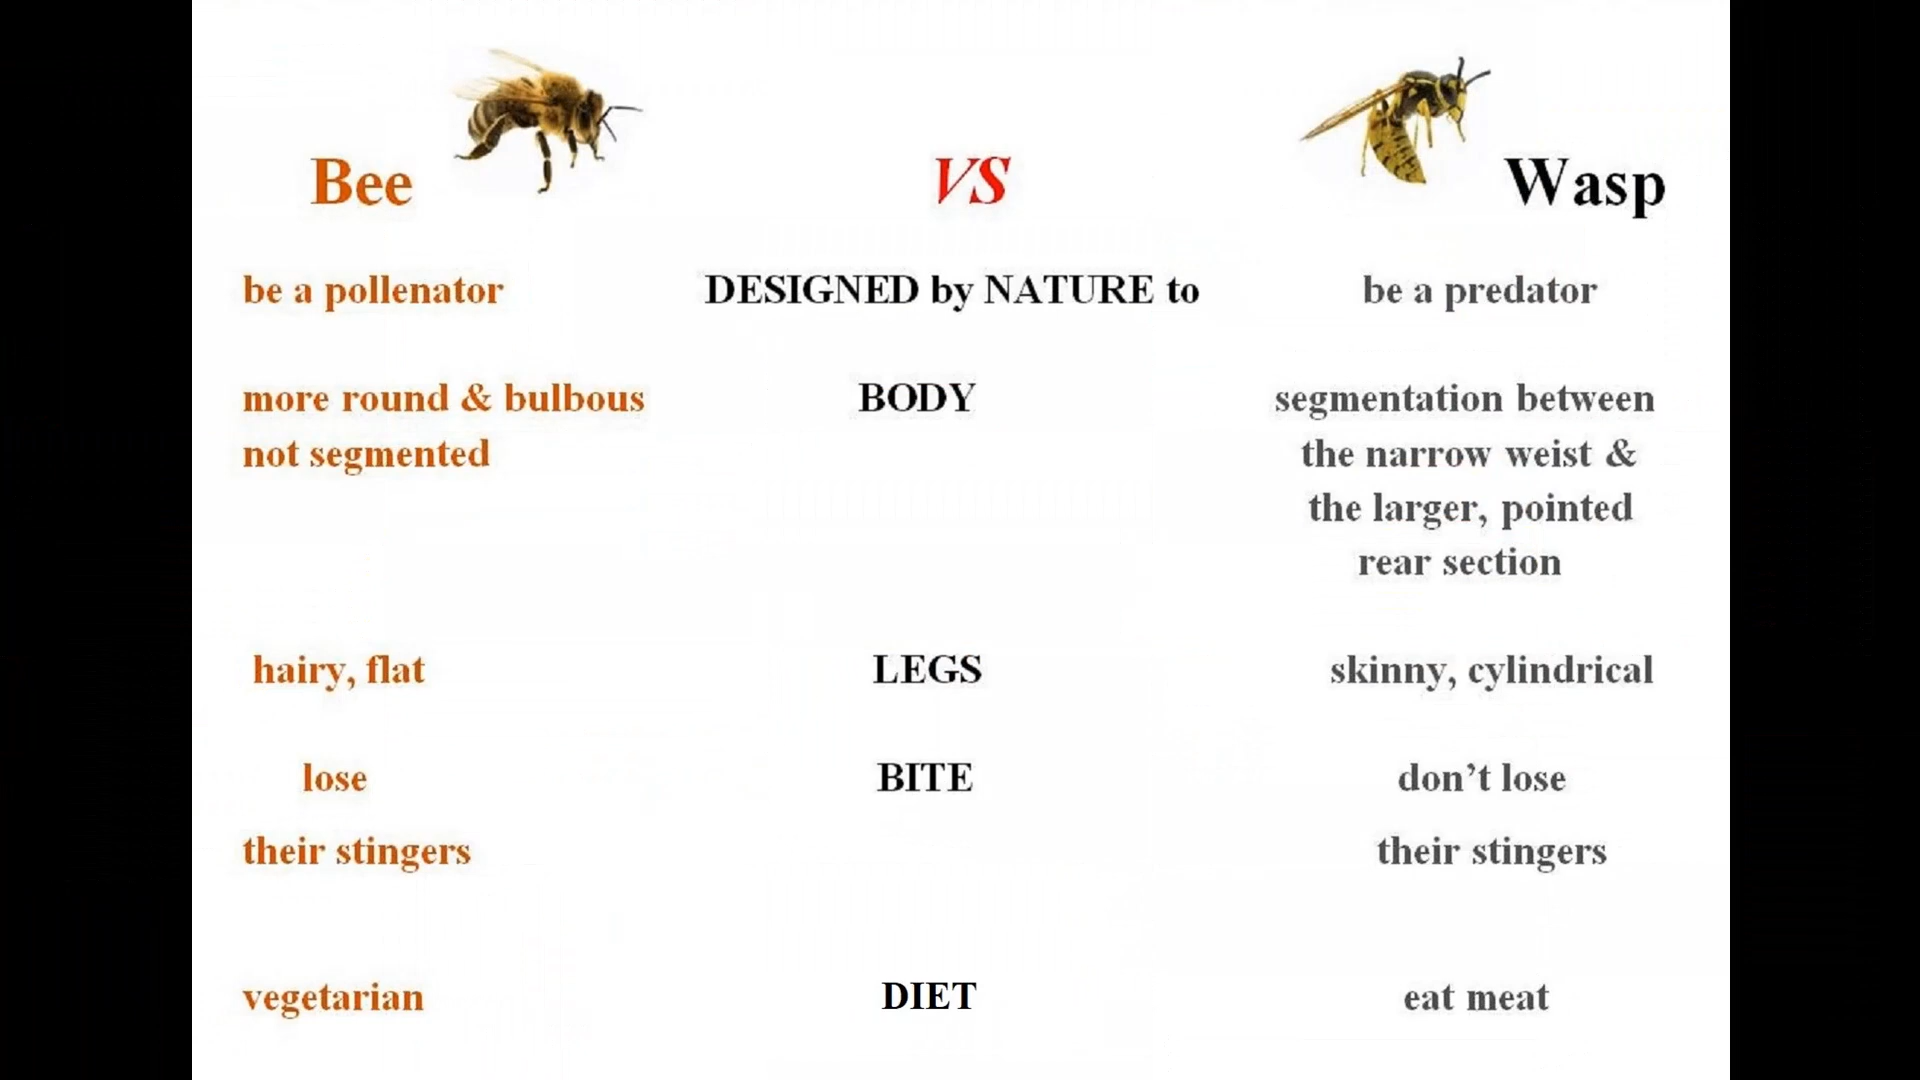 Bee VS Wasp
be a pollenator DESIGNED by NATURE to be a predator
more round & bulbous BODY segmentation between
not segmented the narrow weist &
the larger, pointed
rear section
hairy, flat LEGS skinny, cylindrical
lose BITE don’t lose
their stingers their stingers
vegetarian DIET eat meat